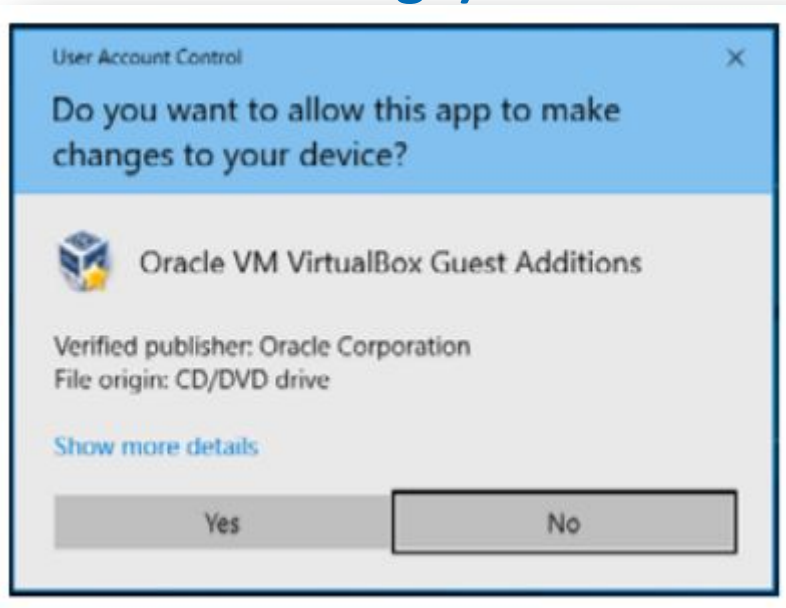 User Account Control
Do you want to allow this app to make
changes to your device?
Oracle VM VirtualBox Guest Additions
Verified publisher: Oracle Corporation
File origin: CD/DVD drive
Show more details
Yes
No